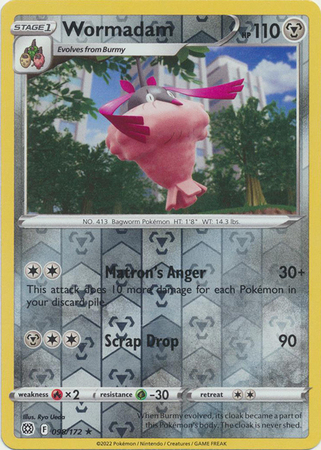 STAGE 1
Wormadam
HP 110
Evolves from Burmy
NO. 413 Bagworm Pokémon HT: 1'8" WT: 14.3 lbs.
Matron's Anger 30+
This attack does 10 more damage for each Pokémon in
your discard pile.
Scrap Drop 90
weakness ×2 resistance -30 retreat
Illus. Ryo Ueda
When Burmy evolved, its cloak became a part of
this Pokémon's body. The cloak is never shed.
F /172 ★
©2022 Pokémon / Nintendo / Creatures / GAME FREAK